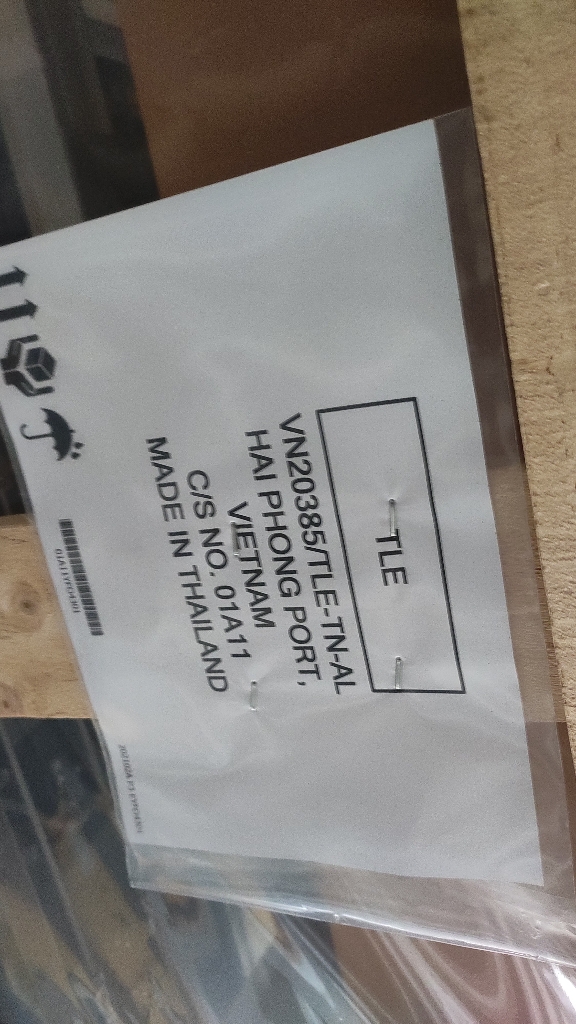 TLE
VN20385/TLE-TN-AL
HAI PHONG PORT,
VIETNAM
C/S NO. 01A11
MADE IN THAILAND